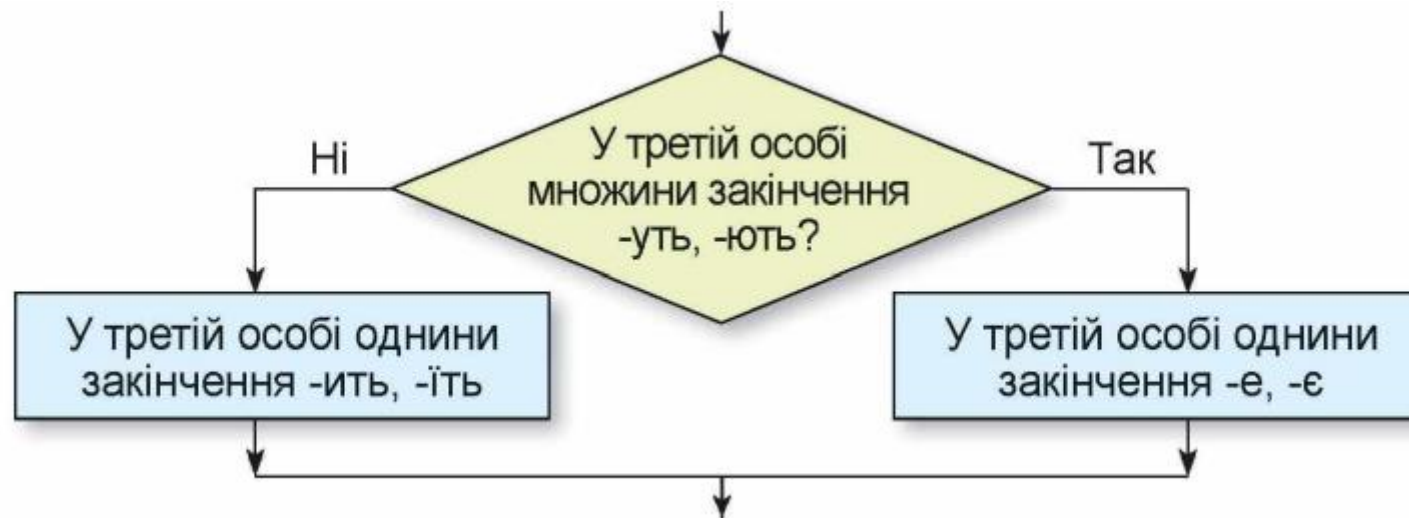 У третій особі
множини закінчення
-уть, -ють?
Ні
Так
У третій особі однини
закінчення -ить, -їть
У третій особі однини
закінчення -е, -є